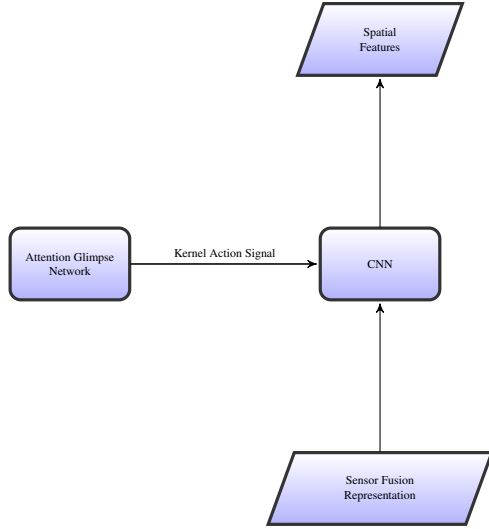 Spatial
Features
Attention Glimpse
Network
Kernel Action Signal
CNN
Sensor Fusion
Representation